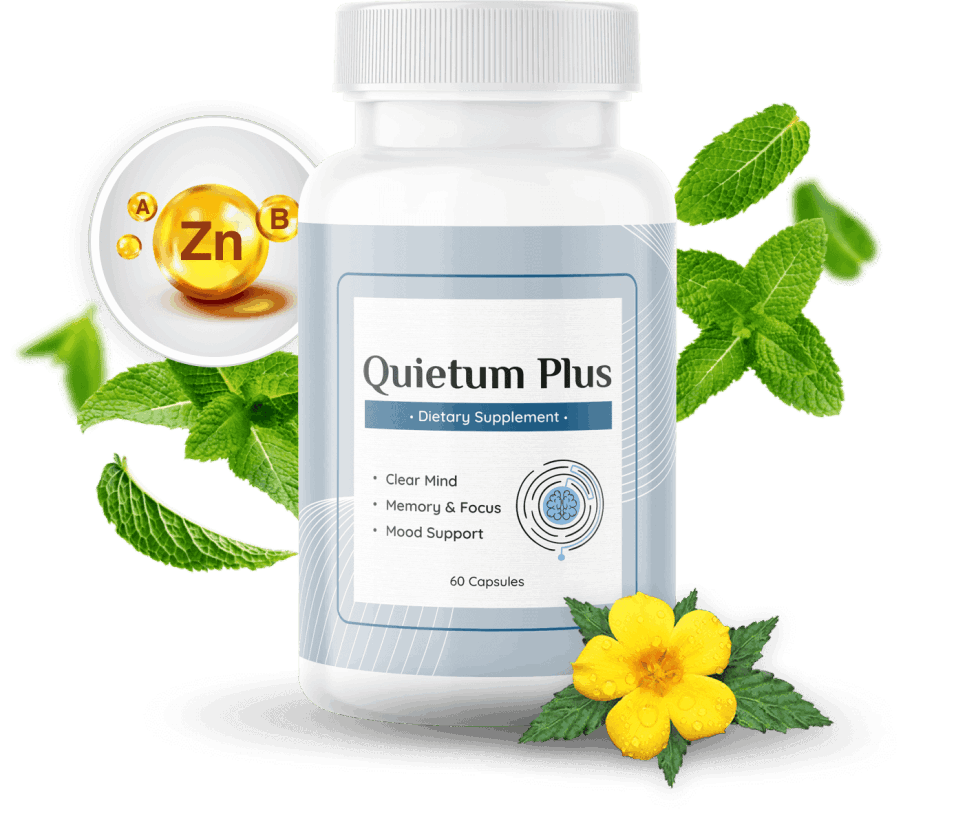 A
Zn
B
Quietum Plus
• Dietary Supplement •
• Clear Mind
• Memory & Focus
• Mood Support
60 Capsules